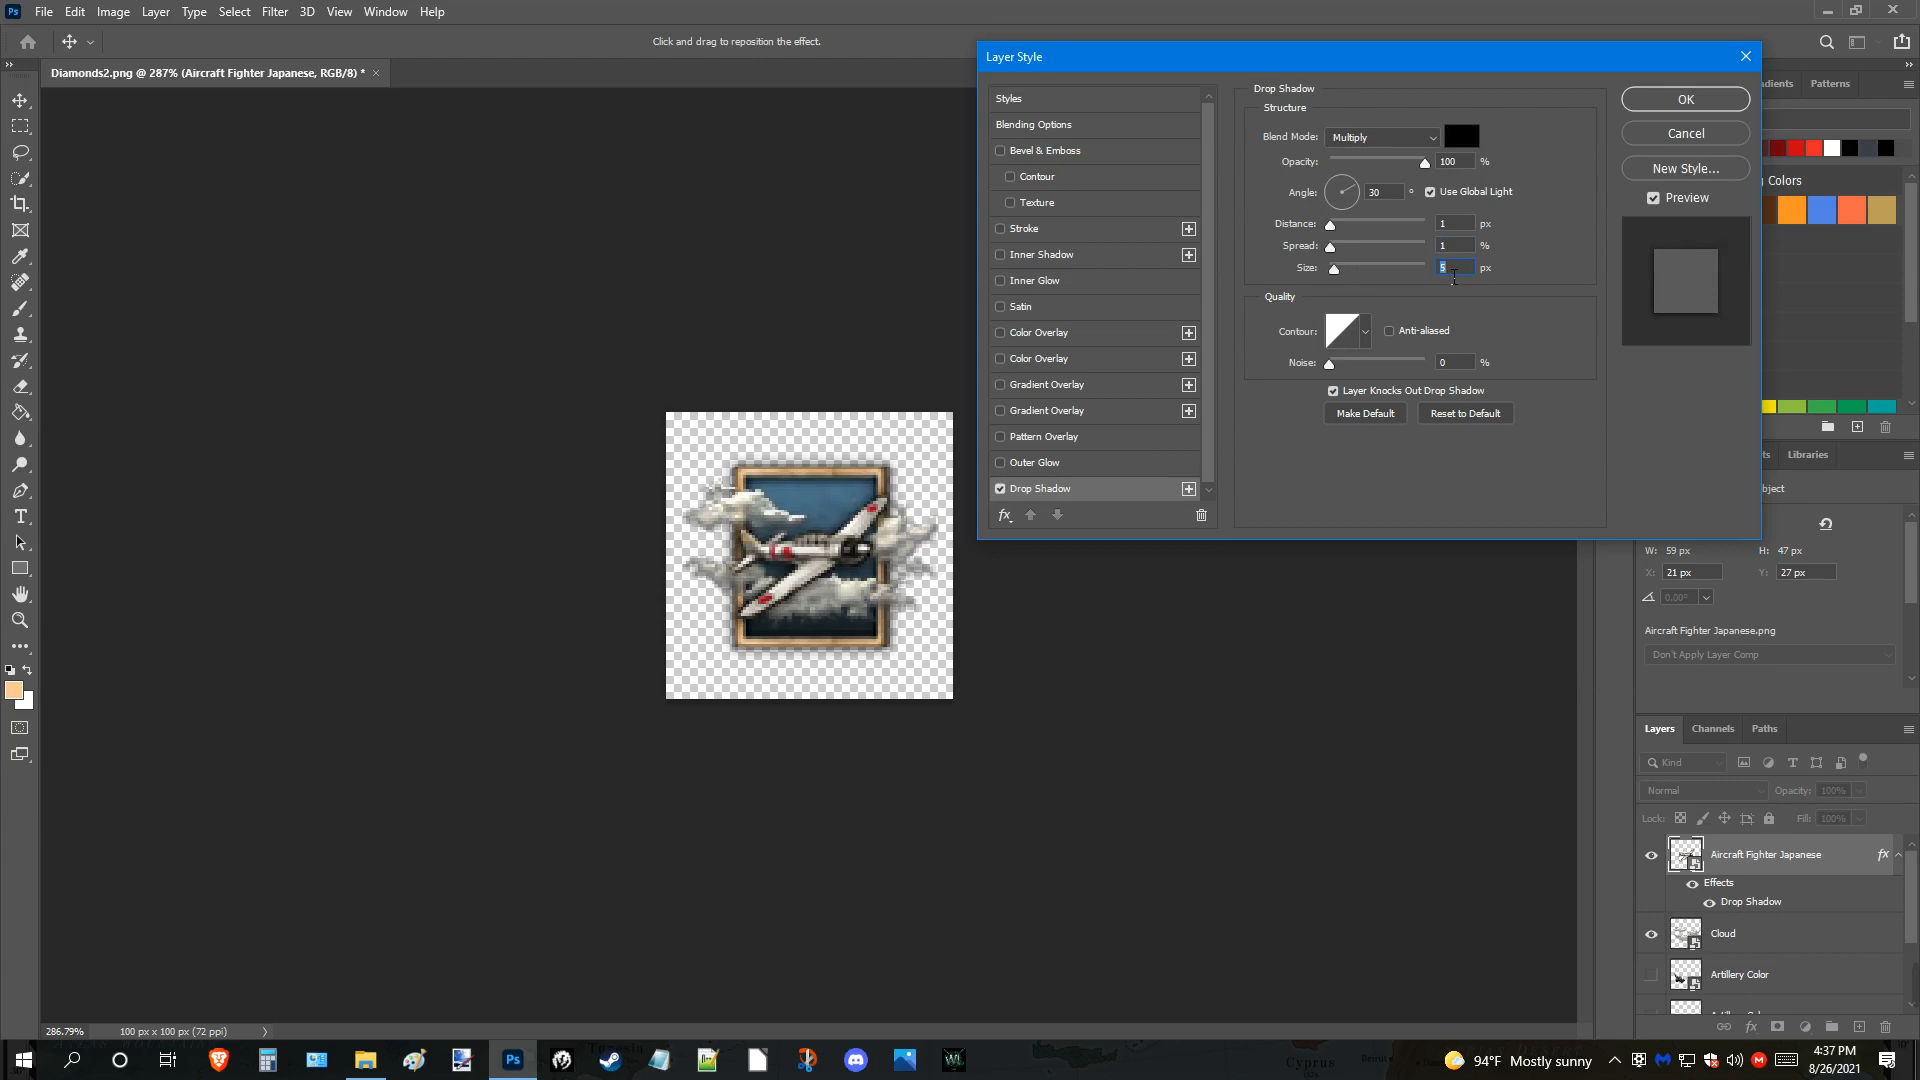 Ps File Edit Image Layer Type Select Filter 3D View Window Help
Click and drag to reposition the effect.
Diamonds2.png @ 287% (Aircraft Fighter Japanese, RGB/8) * ×
Layer Style
Styles
Blending Options
Bevel & Emboss
Contour
Texture
Stroke
Inner Shadow
Inner Glow
Satin
Color Overlay
Color Overlay
Gradient Overlay
Gradient Overlay
Pattern Overlay
Outer Glow
Drop Shadow
fx
Drop Shadow
Structure
Blend Mode: Multiply
Opacity: 100 %
Angle: 30 ° Use Global Light
Distance: 1 px
Spread: 1 %
Size: 5 px
Quality
Contour: Anti-aliased
Noise: 0 %
Layer Knocks Out Drop Shadow
Make Default Reset to Default
OK
Cancel
New Style...
Preview
dients Patterns
Colors
ts Libraries
bject
W: 59 px H: 47 px
X: 21 px Y: 27 px
0.00°
Aircraft Fighter Japanese.png
Don't Apply Layer Comp
Layers Channels Paths
Kind
Normal Opacity: 100%
Lock: Fill: 100%
Aircraft Fighter Japanese fx
Effects
Drop Shadow
Cloud
Artillery Color
286.79% 100 px x 100 px (72 ppi)
Cyprus
Ps
94°F Mostly sunny
4:37 PM
8/26/2021